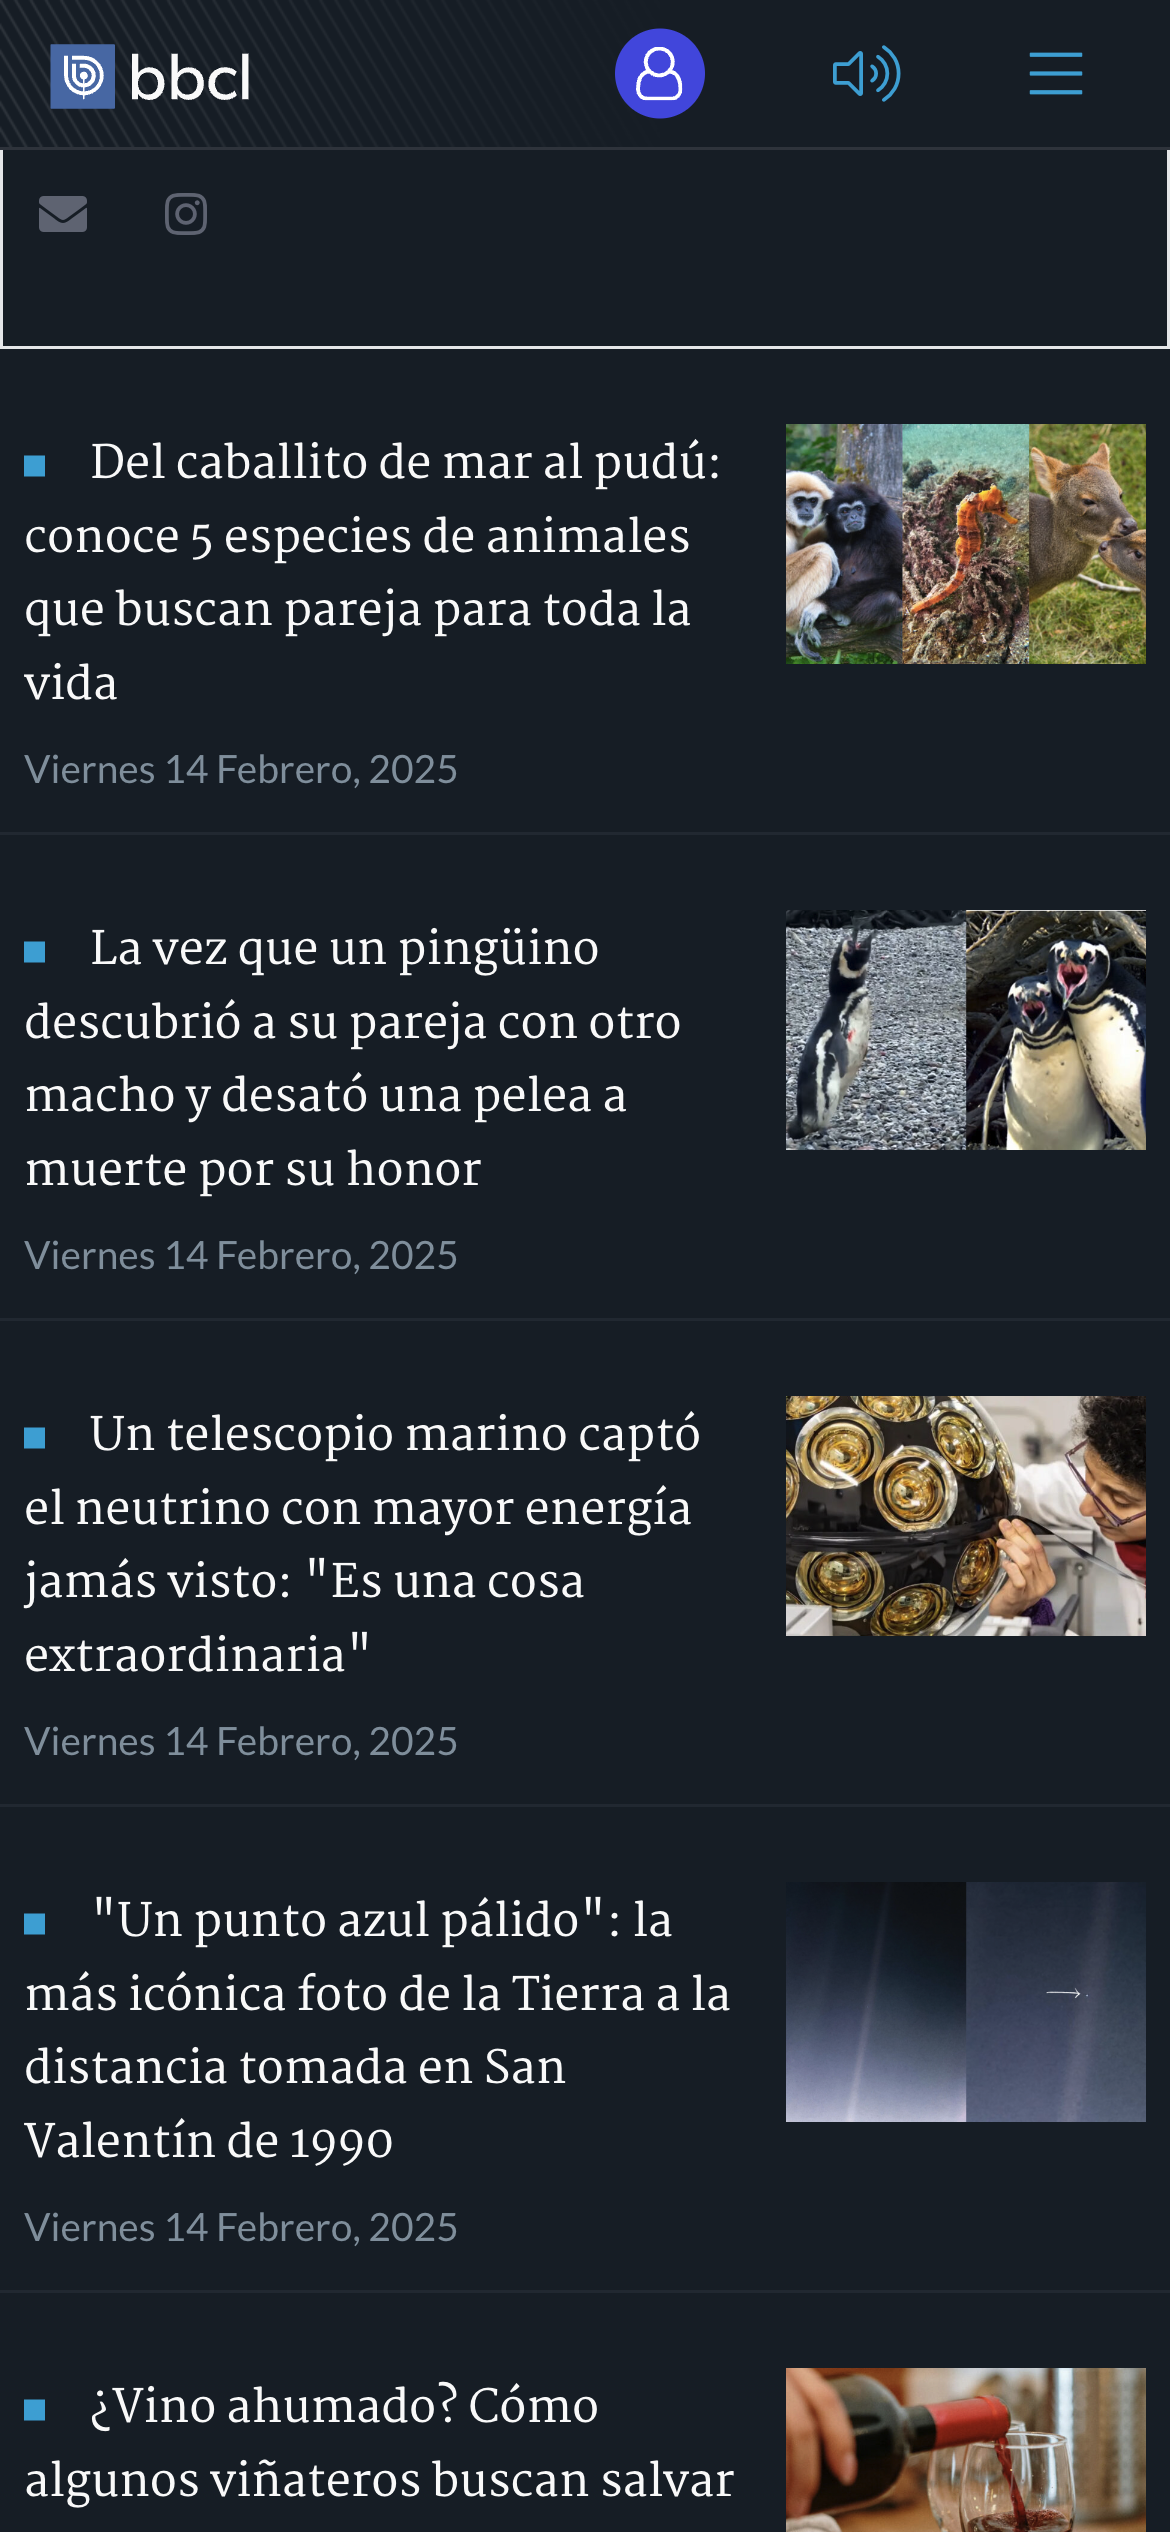 bbcl
Del caballito de mar al pudú:
conoce 5 especies de animales
que buscan pareja para toda la
vida
Viernes 14 Febrero, 2025
La vez que un pingüino
descubrió a su pareja con otro
macho y desató una pelea a
muerte por su honor
Viernes 14 Febrero, 2025
Un telescopio marino captó
el neutrino con mayor energía
jamás visto: "Es una cosa
extraordinaria"
Viernes 14 Febrero, 2025
"Un punto azul pálido": la
más icónica foto de la Tierra a la
distancia tomada en San
Valentín de 1990
Viernes 14 Febrero, 2025
¿Vino ahumado? Cómo
algunos viñateros buscan salvar